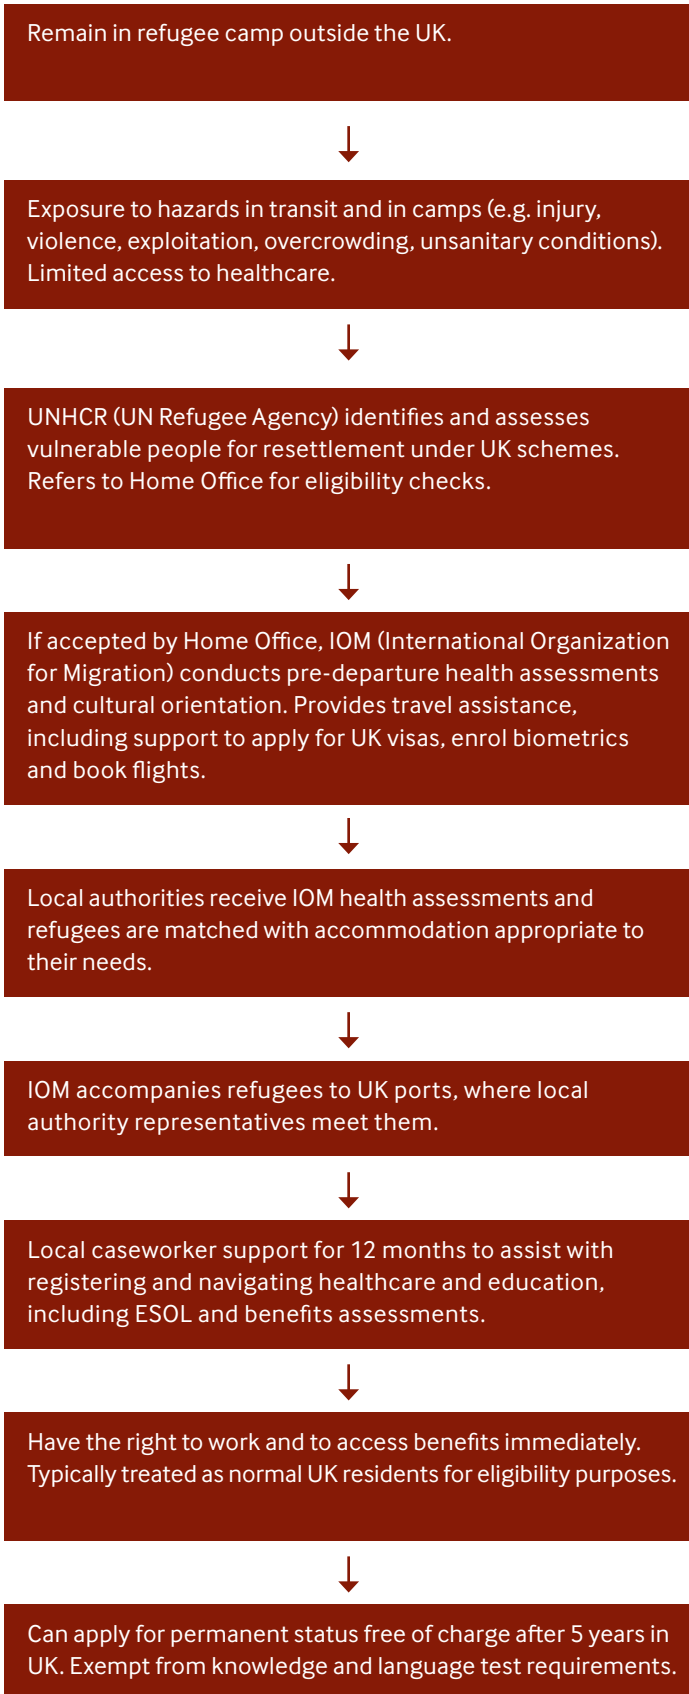 Remain in refugee camp outside the UK.
↓
Exposure to hazards in transit and in camps (e.g. injury,
violence, exploitation, overcrowding, unsanitary conditions).
Limited access to healthcare.
↓
UNHCR (UN Refugee Agency) identifies and assesses
vulnerable people for resettlement under UK schemes.
Refers to Home Office for eligibility checks.
↓
If accepted by Home Office, IOM (International Organization
for Migration) conducts pre-departure health assessments
and cultural orientation. Provides travel assistance,
including support to apply for UK visas, enrol biometrics
and book flights.
↓
Local authorities receive IOM health assessments and
refugees are matched with accommodation appropriate to
their needs.
↓
IOM accompanies refugees to UK ports, where local
authority representatives meet them.
↓
Local caseworker support for 12 months to assist with
registering and navigating healthcare and education,
including ESOL and benefits assessments.
↓
Have the right to work and to access benefits immediately.
Typically treated as normal UK residents for eligibility purposes.
↓
Can apply for permanent status free of charge after 5 years in
UK. Exempt from knowledge and language test requirements.